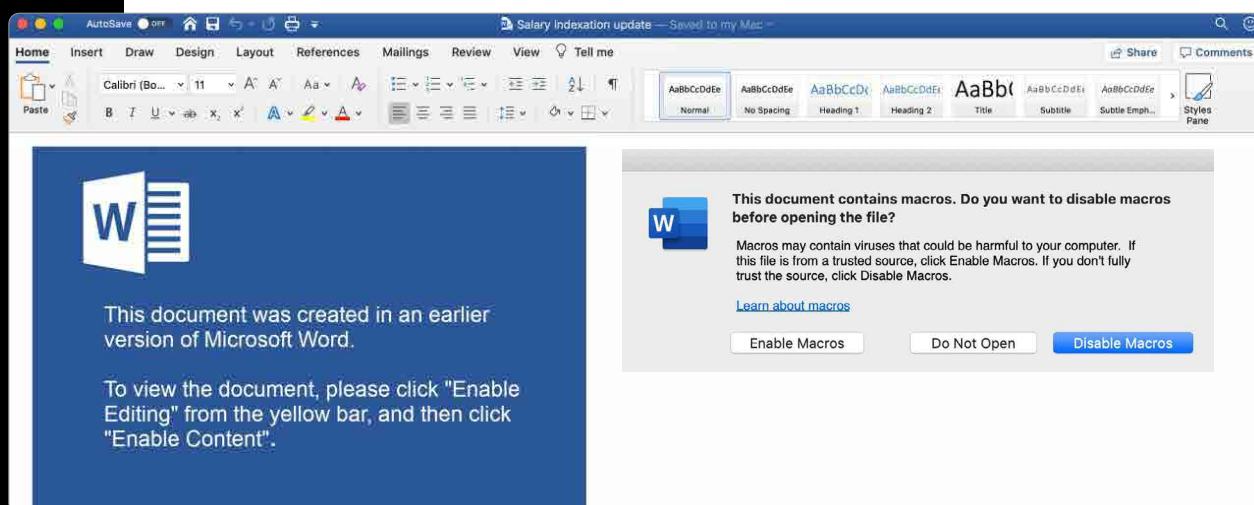 AutoSave OFF
Salary Indexation update — Saved to my Mac
Home Insert Draw Design Layout References Mailings Review View Tell me
Share Comments
Calibri (Bo... 11 A^ A˅ Aa A
Paste
B I U ab x, x² A A
AaBbCcDdEe AaBbCcDdEe AaBbCcDc AaBbCcDdEe AaBb( AaBbCcDdEe AaBbCcDdEe
Normal No Spacing Heading 1 Heading 2 Title Subtitle Subtle Emph... Styles
Pane
W
This document was created in an earlier
version of Microsoft Word.
To view the document, please click "Enable
Editing" from the yellow bar, and then click
"Enable Content".
W
This document contains macros. Do you want to disable macros
before opening the file?
Macros may contain viruses that could be harmful to your computer. If
this file is from a trusted source, click Enable Macros. If you don't fully
trust the source, click Disable Macros.
Learn about macros
Enable Macros Do Not Open Disable Macros